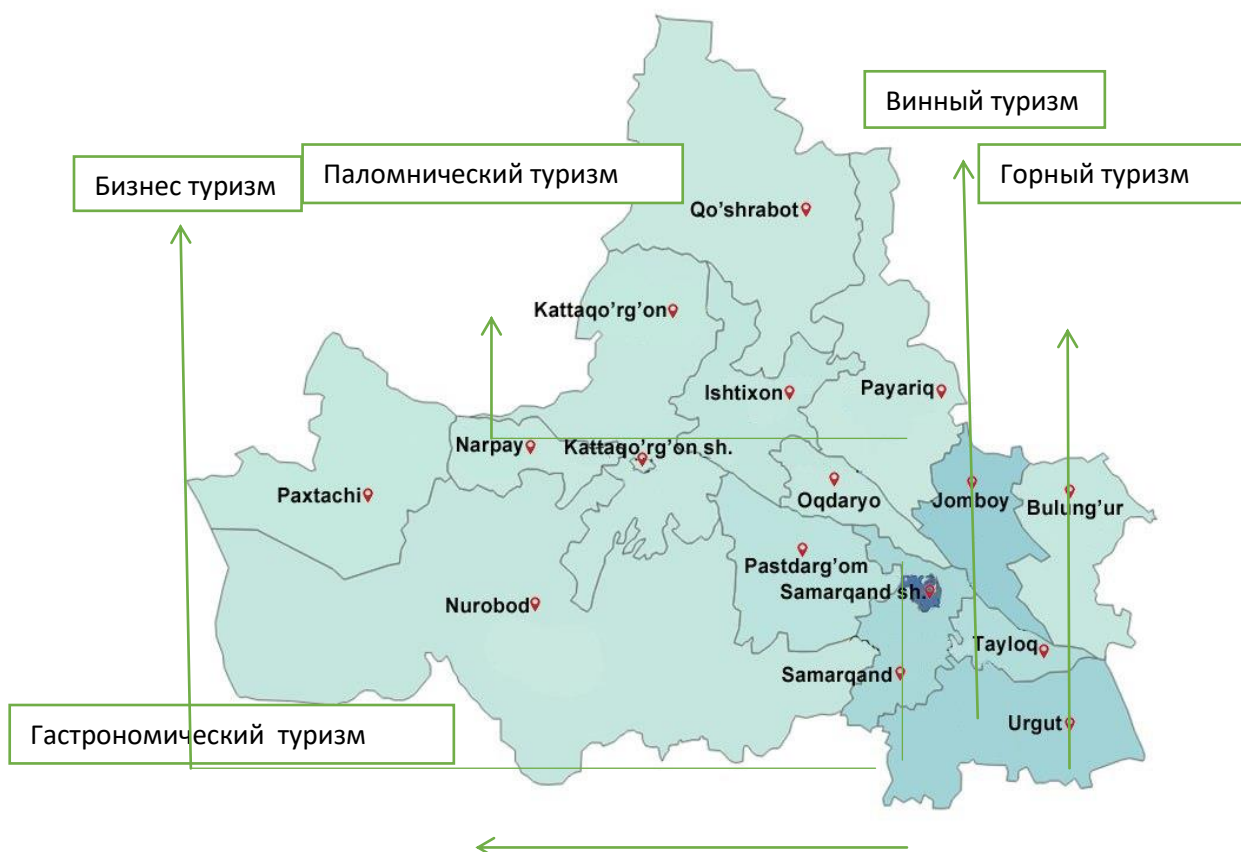 Винный туризм
Бизнес туризм
Паломнический туризм
Горный туризм
Qo’shrabot
Kattaqo’rg’on
Ishtixon
Payariq
Narpay
Kattaqo’rg’on sh.
Paxtachi
Oqdaryo
Jomboy
Bulung’ur
Pastdarg’om
Samarqand sh.
Nurobod
Tayloq
Samarqand
Urgut
Гастрономический туризм